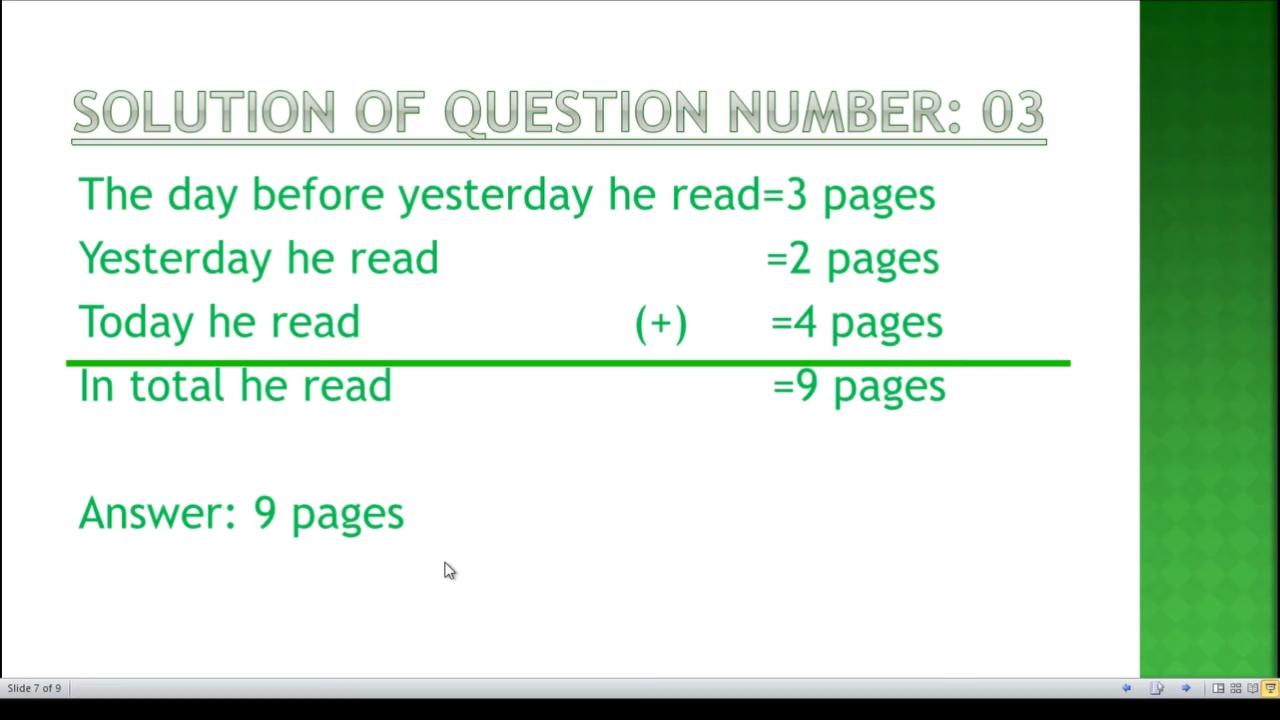 SOLUTION OF QUESTION NUMBER: 03
The day before yesterday he read=3 pages
Yesterday he read =2 pages
Today he read (+) =4 pages
In total he read =9 pages
Answer: 9 pages
Slide 7 of 9